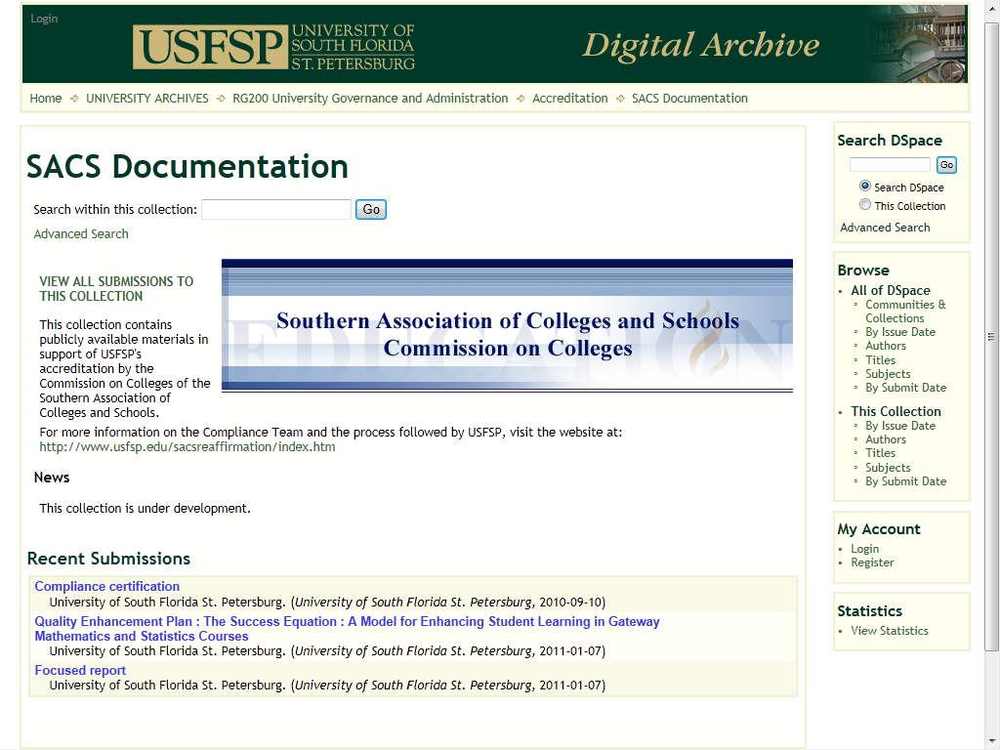 Login
USFSP
UNIVERSITY OF
SOUTH FLORIDA
ST. PETERSBURG
Digital Archive
Home UNIVERSITY ARCHIVES RG200 University Governance and Administration Accreditation SACS Documentation
SACS Documentation
Search within this collection: Go
Advanced Search
VIEW ALL SUBMISSIONS TO
THIS COLLECTION
This collection contains
publicly available materials in
support of USFSP's
accreditation by the
Commission on Colleges of the
Southern Association of
Colleges and Schools.
EDUCATION
Southern Association of Colleges and Schools
Commission on Colleges
For more information on the Compliance Team and the process followed by USFSP, visit the website at:
http://www.usfsp.edu/sacsreaffirmation/index.htm
News
This collection is under development.
Recent Submissions
Compliance certification
University of South Florida St. Petersburg. (University of South Florida St. Petersburg, 2010-09-10)
Quality Enhancement Plan : The Success Equation : A Model for Enhancing Student Learning in Gateway
Mathematics and Statistics Courses
University of South Florida St. Petersburg. (University of South Florida St. Petersburg, 2011-01-07)
Focused report
University of South Florida St. Petersburg. (University of South Florida St. Petersburg, 2011-01-07)
Search DSpace
Go
Search DSpace
This Collection
Advanced Search
Browse
All of DSpace
Communities &
Collections
By Issue Date
Authors
Titles
Subjects
By Submit Date
This Collection
By Issue Date
Authors
Titles
Subjects
By Submit Date
My Account
Login
Register
Statistics
View Statistics